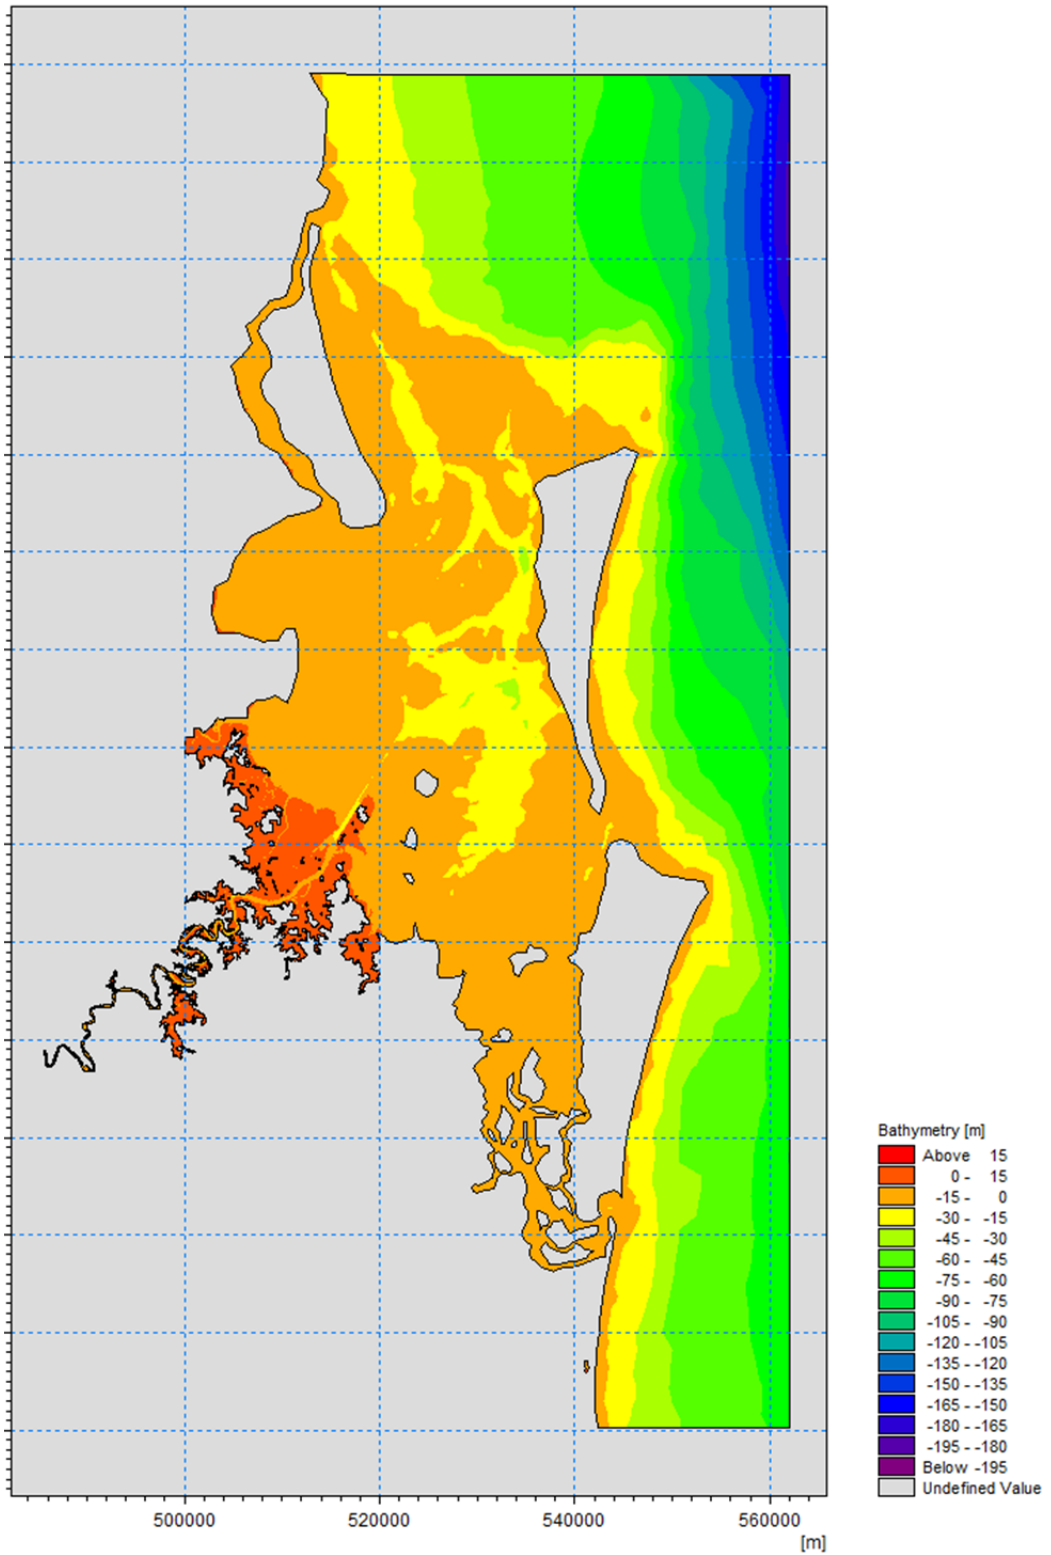 Bathymetry [m]
Above 15
0 - 15
-15 - 0
-30 - -15
-45 - -30
-60 - -45
-75 - -60
-90 - -75
-105 - -90
-120 - -105
-135 - -120
-150 - -135
-165 - -150
-180 - -165
-195 - -180
Below -195
Undefined Value
500000 520000 540000 560000
[m]